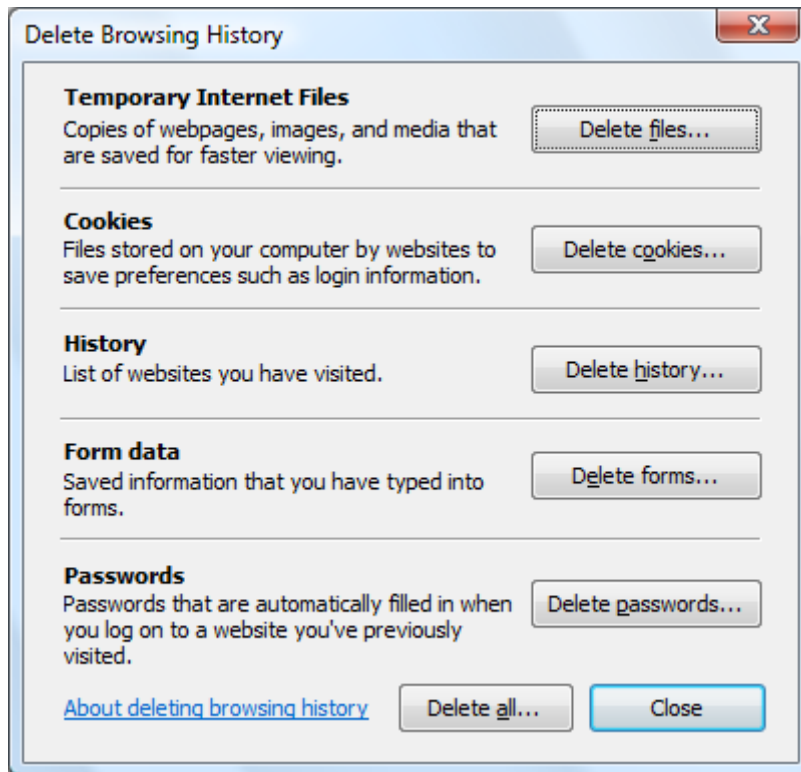 Delete Browsing History
Temporary Internet Files
Copies of webpages, images, and media that
are saved for faster viewing.
Delete files...
Cookies
Files stored on your computer by websites to
save preferences such as login information.
Delete cookies...
History
List of websites you have visited.
Delete history...
Form data
Saved information that you have typed into
forms.
Delete forms...
Passwords
Passwords that are automatically filled in when
you log on to a website you've previously
visited.
Delete passwords...
About deleting browsing history
Delete all...
Close